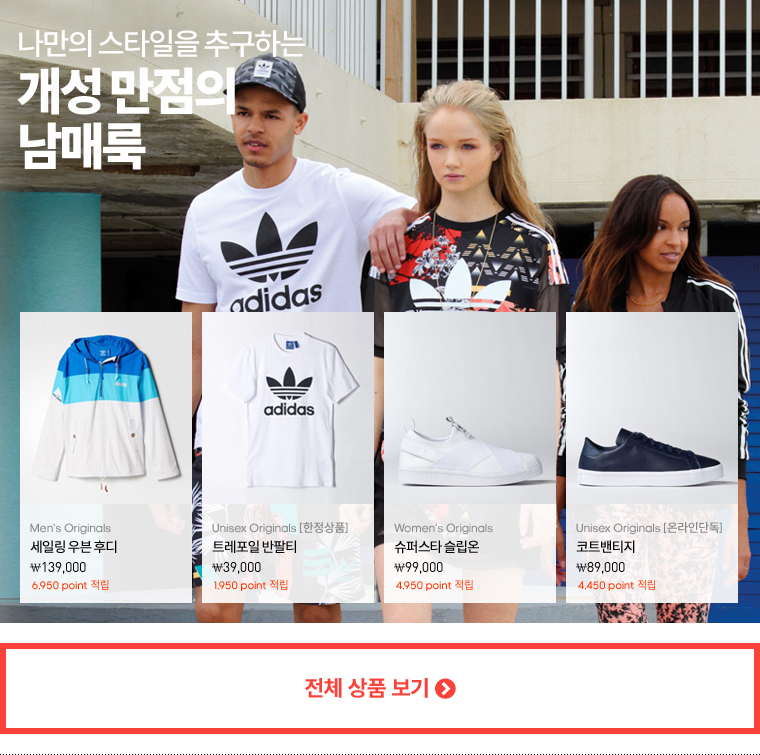 나만의 스타일을 추구하는
개성 만점의
남매룩
adidas
adidas
Men's Originals
세일링 우븐 후디
₩139,000
6,950 point 적립
Unisex Originals [한정상품]
트레포일 반팔티
₩39,000
1,950 point 적립
Women's Originals
슈퍼스타 슬립온
₩99,000
4,950 point 적립
Unisex Originals [온라인단독]
코트밴티지
₩89,000
4,450 point 적립
전체 상품 보기